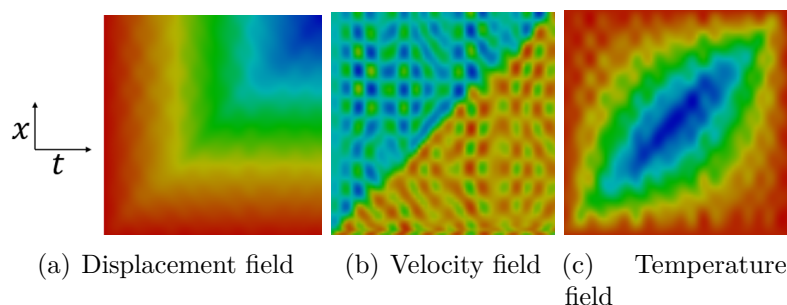 x
t
(a) Displacement field
(b) Velocity field
(c) Temperature
field